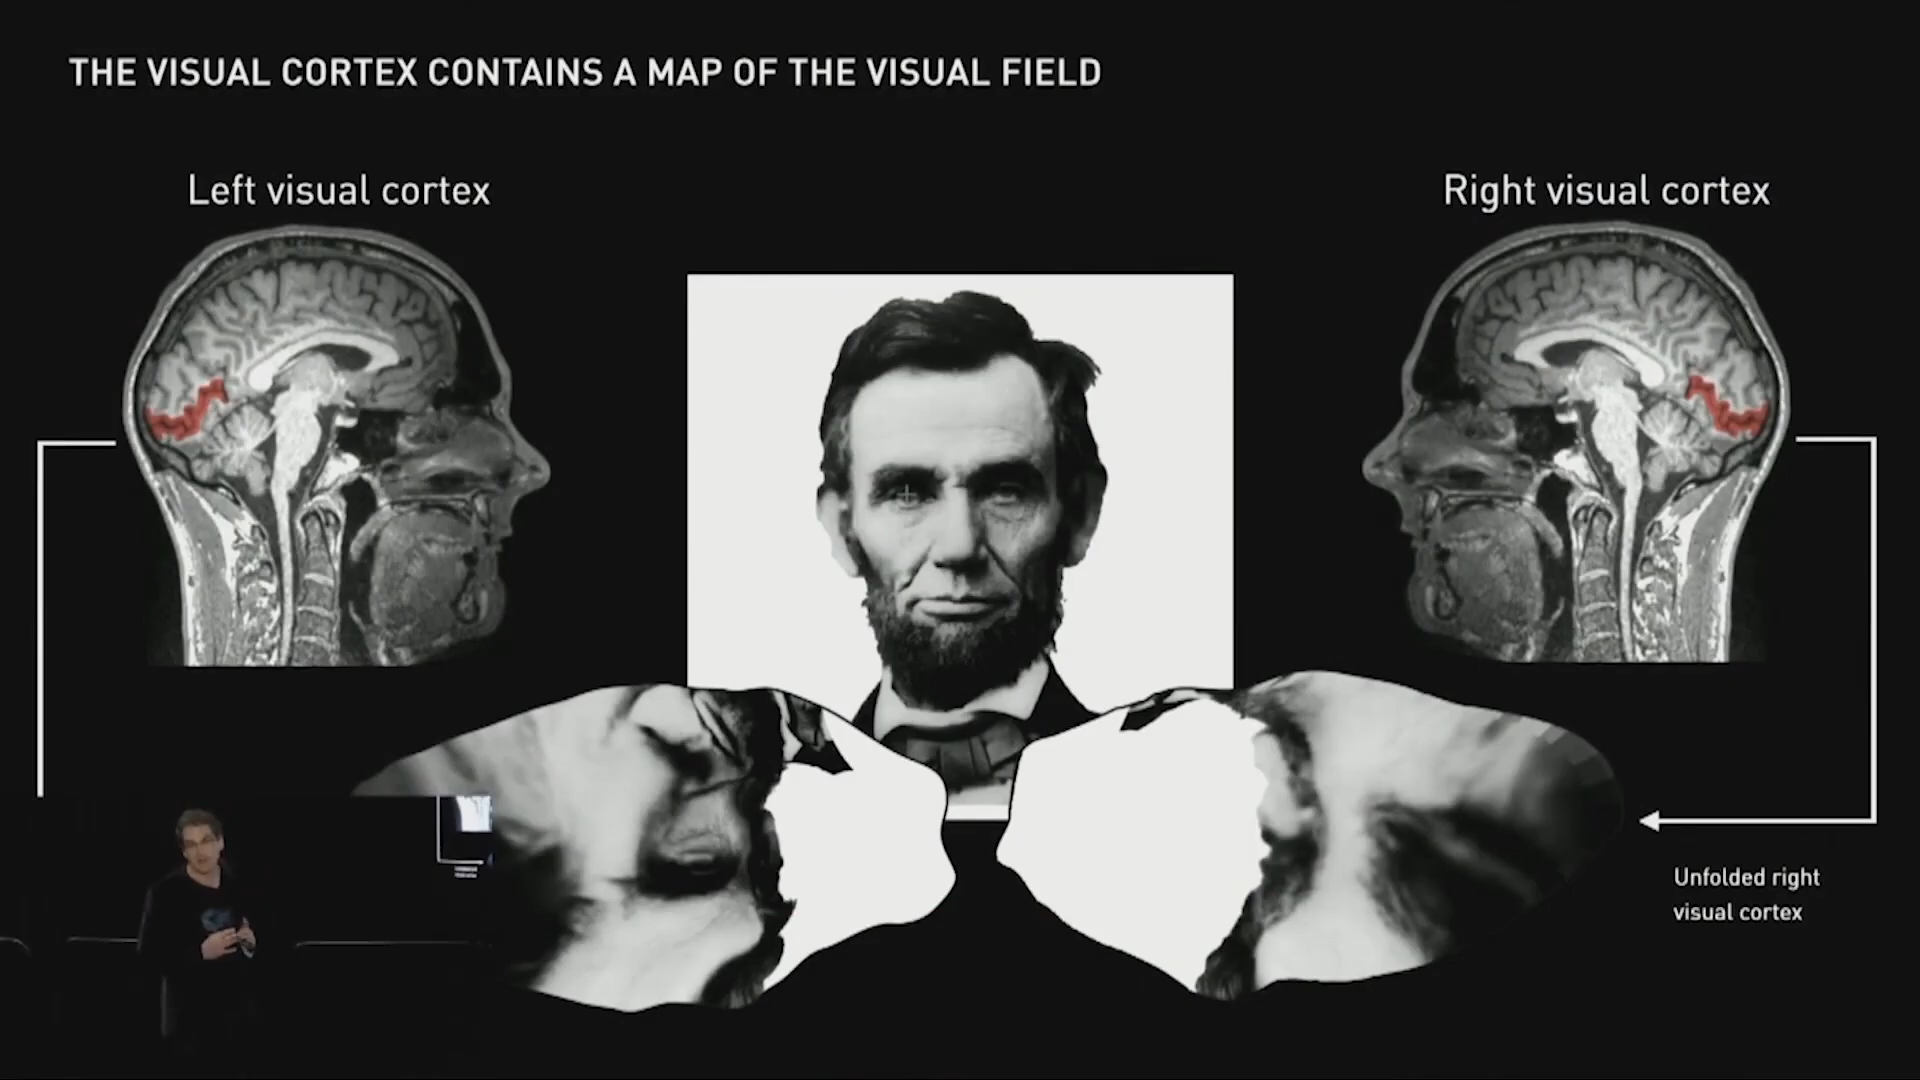 THE VISUAL CORTEX CONTAINS A MAP OF THE VISUAL FIELD
Left visual cortex
Right visual cortex
Unfolded right
visual cortex